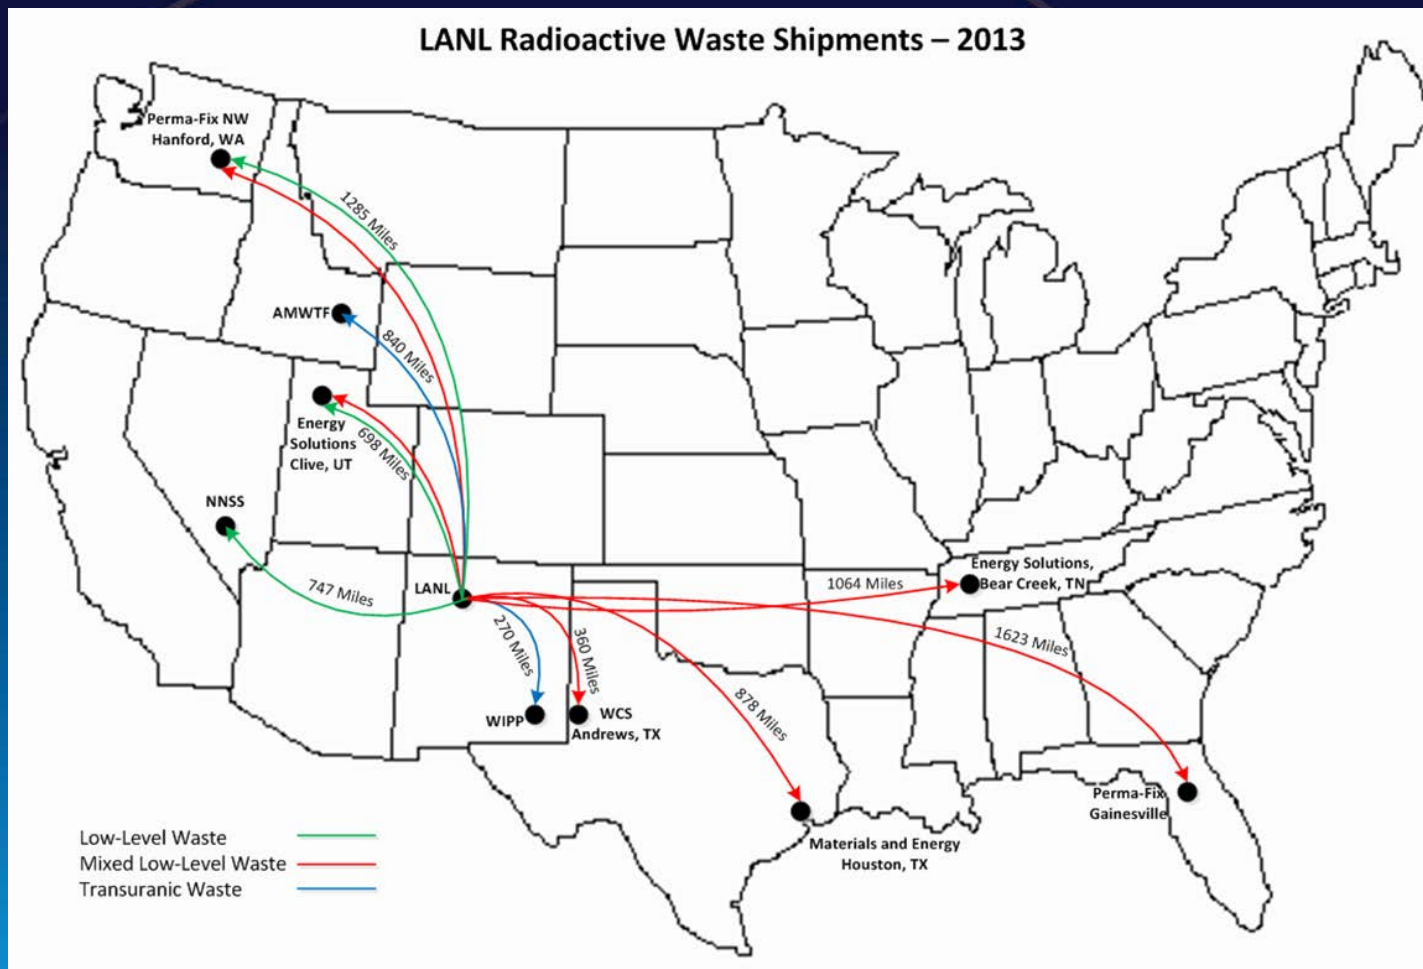 LANL Radioactive Waste Shipments – 2013
Perma-Fix NW
Hanford, WA
1285 Miles
AMWTF
840 Miles
Energy
Solutions
Clive, UT
698 Miles
NNSS
747 Miles
LANL
270 Miles
WIPP
360 Miles
WCS
Andrews, TX
878 Miles
Materials and Energy
Houston, TX
1064 Miles
Energy Solutions,
Bear Creek, TN
1623 Miles
Perma-Fix
Gainesville
Low-Level Waste
Mixed Low-Level Waste
Transuranic Waste